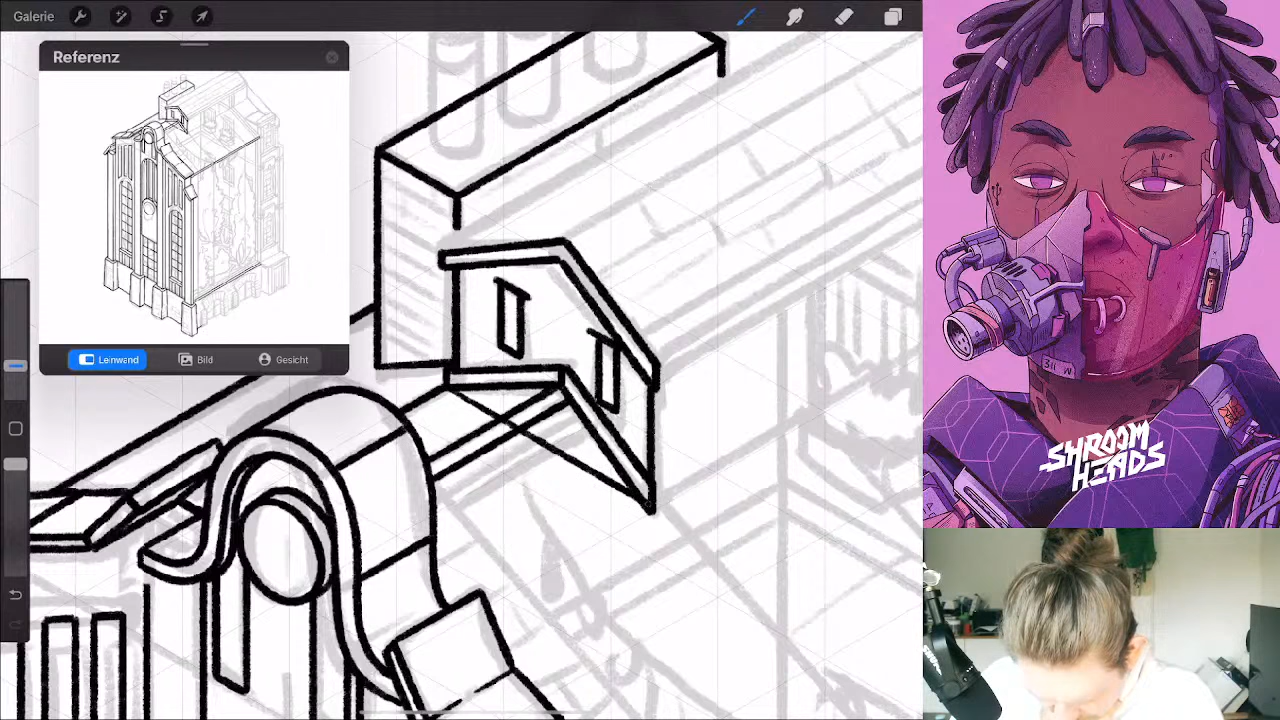 Galerie
Referenz
Leinwand
Bild
Gesicht
SHROOM
HEADS